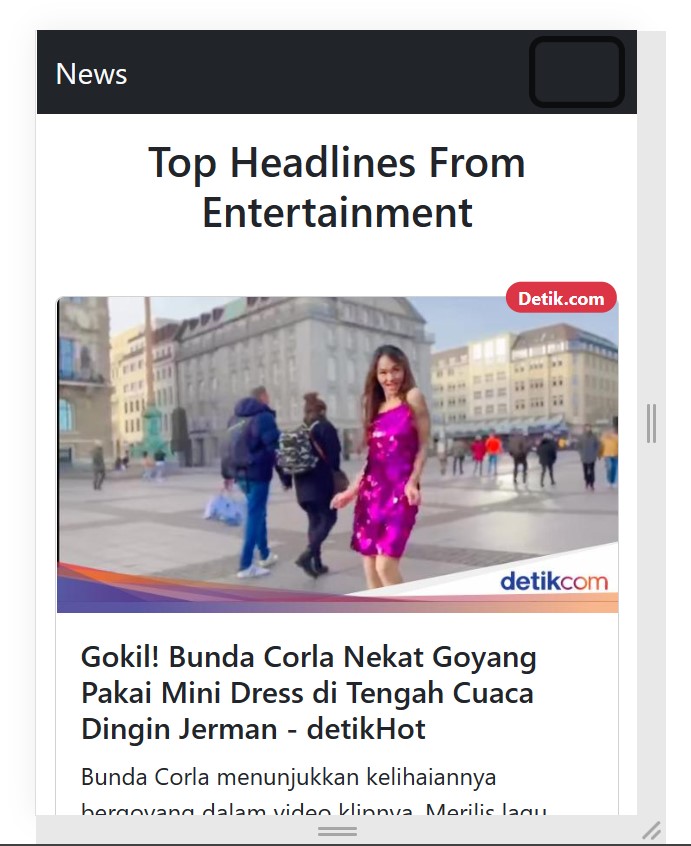 News
Top Headlines From
Entertainment
Detik.com
detikcom
Gokil! Bunda Corla Nekat Goyang
Pakai Mini Dress di Tengah Cuaca
Dingin Jerman - detikHot
Bunda Corla menunjukkan kelihaiannya
bergoyang dalam video klipnya. Merilis lagu